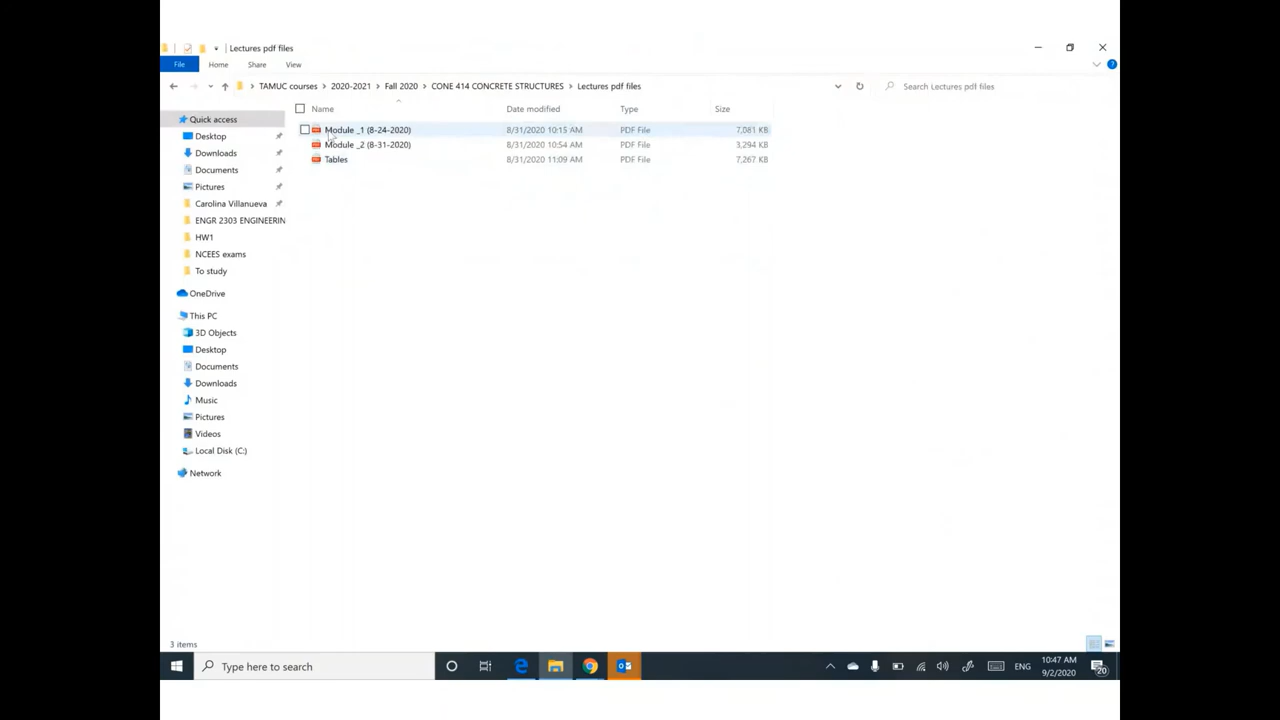 Lectures pdf files
File Home Share View
TAMUC courses > 2020-2021 > Fall 2020 > CONE 414 CONCRETE STRUCTURES > Lectures pdf files
Search Lectures pdf files
Name Date modified Type Size
Module _1 (8-24-2020) 8/31/2020 10:15 AM PDF File 7,081 KB
Module _2 (8-31-2020) 8/31/2020 10:54 AM PDF File 3,294 KB
Tables 8/31/2020 11:09 AM PDF File 7,267 KB
Quick access
Desktop
Downloads
Documents
Pictures
Carolina Villanueva
ENGR 2303 ENGINEERIN
HW1
NCEES exams
To study
OneDrive
This PC
3D Objects
Desktop
Documents
Downloads
Music
Pictures
Videos
Local Disk (C:)
Network
3 items
Type here to search
ENG
10:47 AM
9/2/2020
20